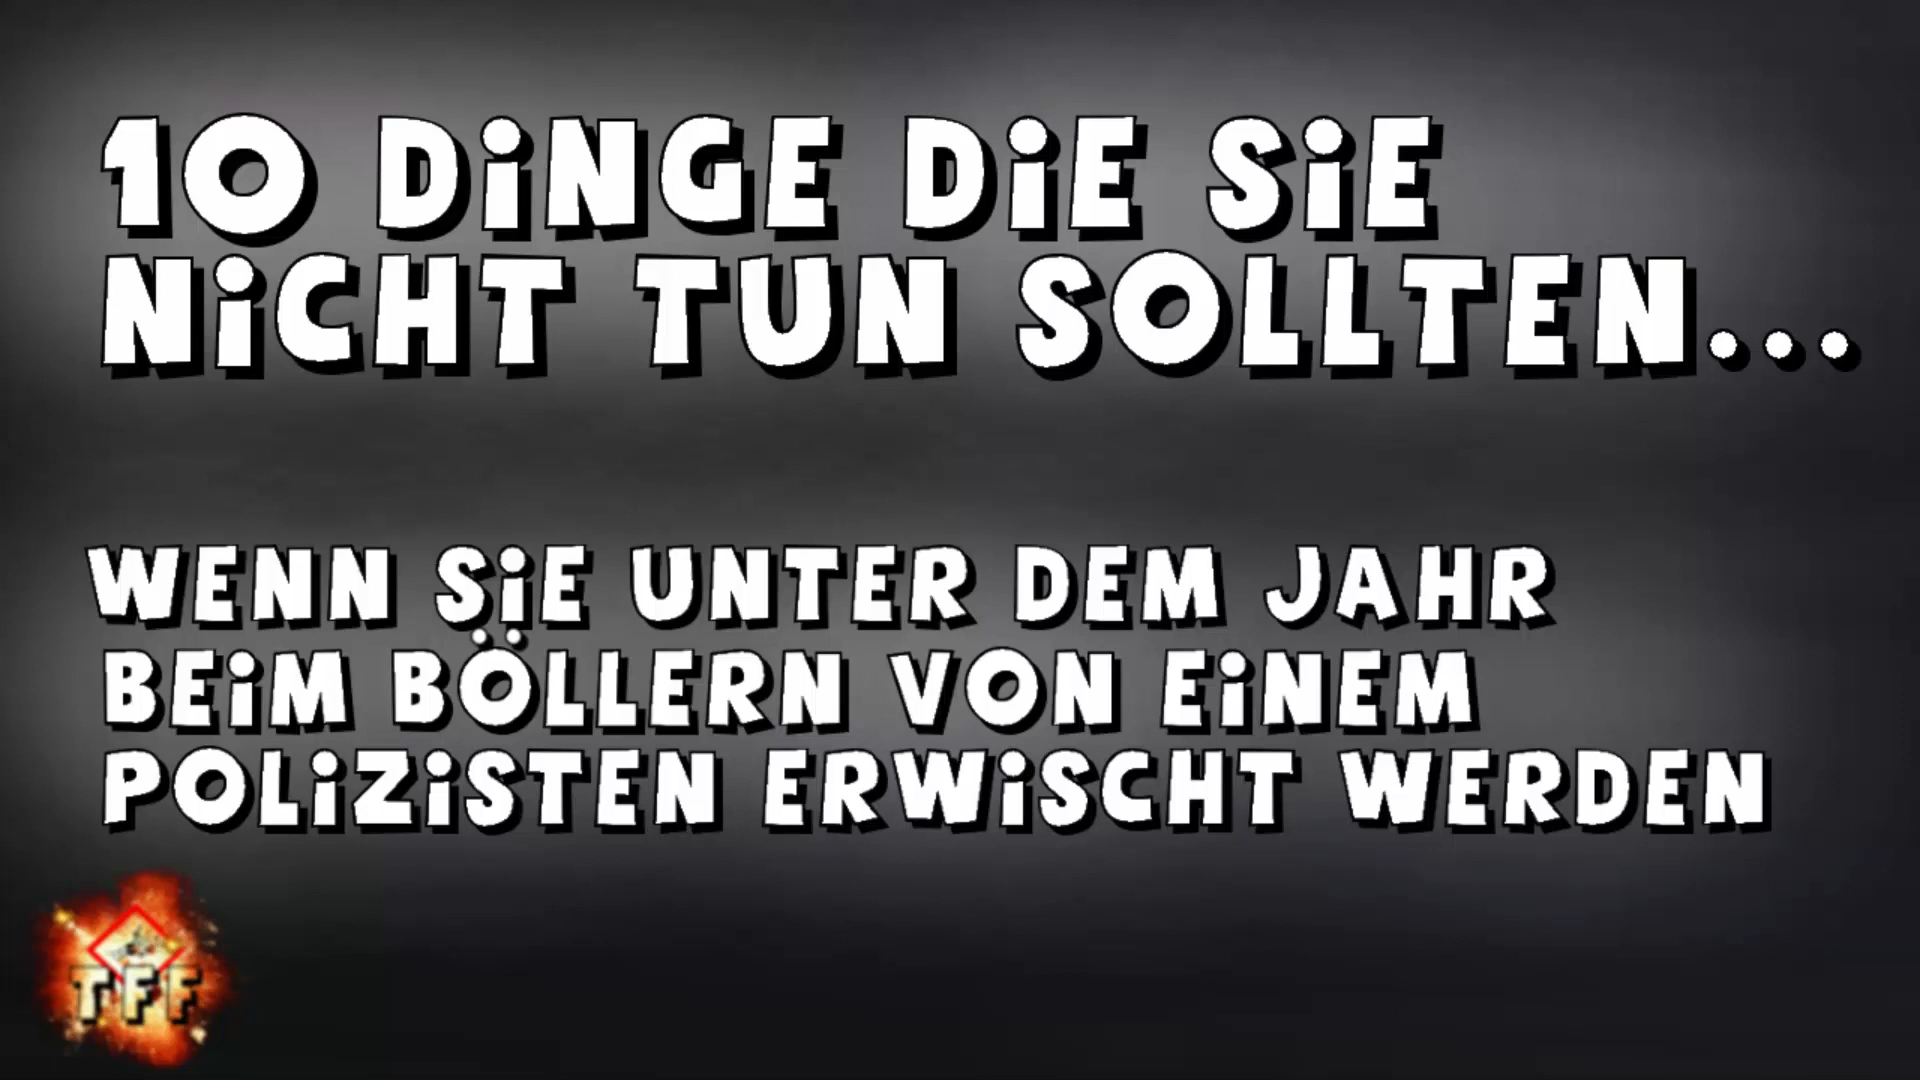 10 DiNGE DiE SiE
NiCHT TUN SOLLTEN...
WENN SiE UNTER DEM JAHR
BEiM BÖLLERN VON EiNEM
POLiZiSTEN ERWiSCHT WERDEN
TFF